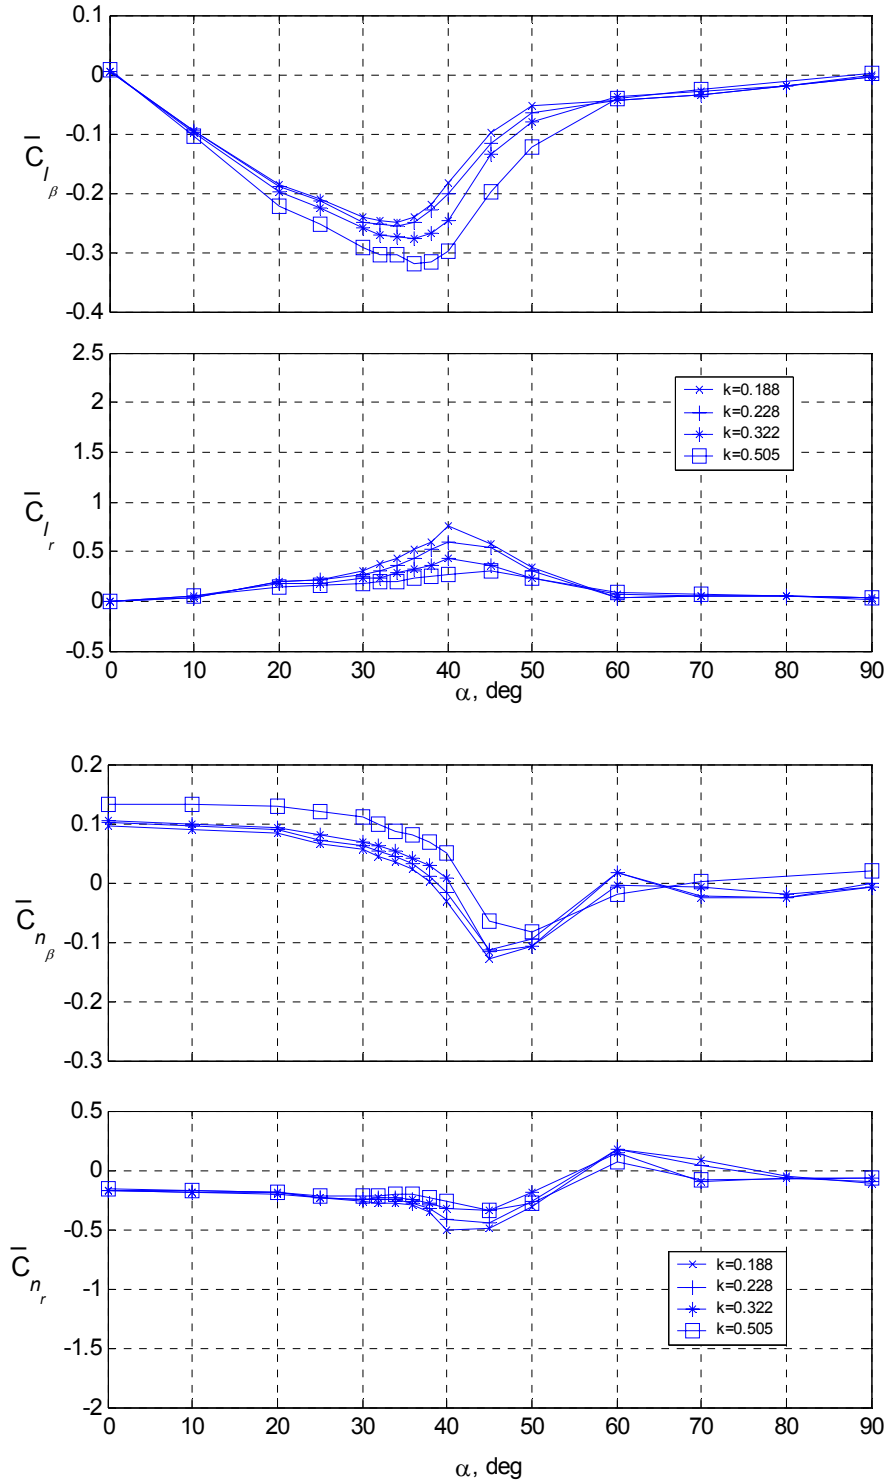 0.1
0
-0.1
-0.2
-0.3
-0.4
C̄lβ
2.5
2
1.5
1
0.5
0
-0.5
C̄lr
k=0.188
k=0.228
k=0.322
k=0.505
0 10 20 30 40 50 60 70 80 90
α, deg
0.2
0.1
0
-0.1
-0.2
-0.3
C̄nβ
0.5
0
-0.5
-1
-1.5
-2
C̄nr
k=0.188
k=0.228
k=0.322
k=0.505
0 10 20 30 40 50 60 70 80 90
α, deg